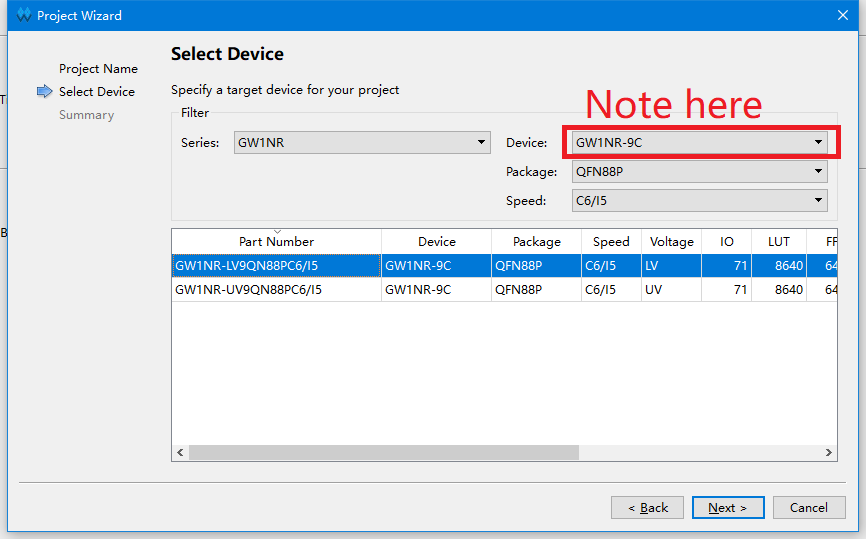 Project Wizard
Select Device
Project Name
Select Device
Summary
Specify a target device for your project
Note here
Filter
Series: GW1NR
Device: GW1NR-9C
Package: QFN88P
Speed: C6/I5
Part Number Device Package Speed Voltage IO LUT FF
GW1NR-LV9QN88PC6/I5 GW1NR-9C QFN88P C6/I5 LV 71 8640 64
GW1NR-UV9QN88PC6/I5 GW1NR-9C QFN88P C6/I5 UV 71 8640 64
< Back Next > Cancel